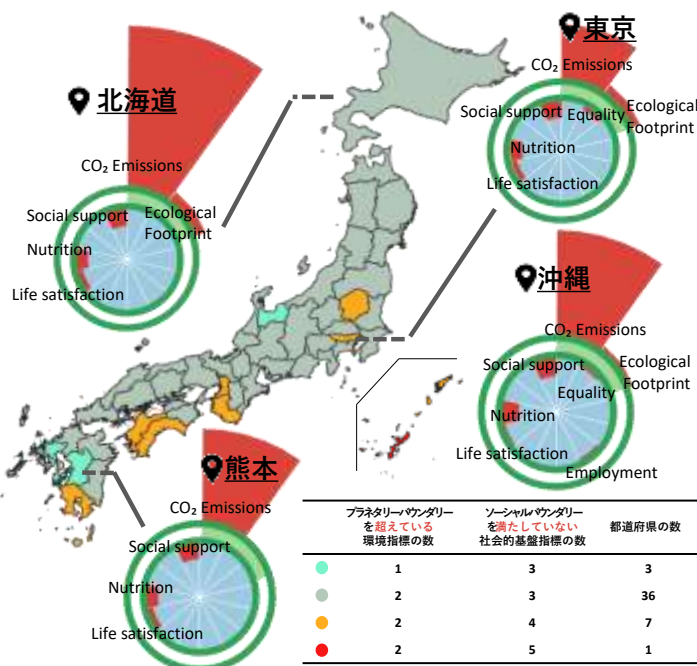 北海道
CO₂ Emissions
Social support
Ecological
Footprint
Nutrition
Life satisfaction
東京
CO₂ Emissions
Social support
Equality
Ecological
Footprint
Nutrition
Life satisfaction
沖縄
CO₂ Emissions
Social support
Ecological
Footprint
Equality
Nutrition
Life satisfaction
Employment
熊本
CO₂ Emissions
Social support
Nutrition
Life satisfaction
プラネタリーバウンダリー
を超えている
環境指標の数
ソーシャルバウンダリー
を満たしていない
社会的基盤指標の数
都道府県の数
1 3 3
2 3 36
2 4 7
2 5 1